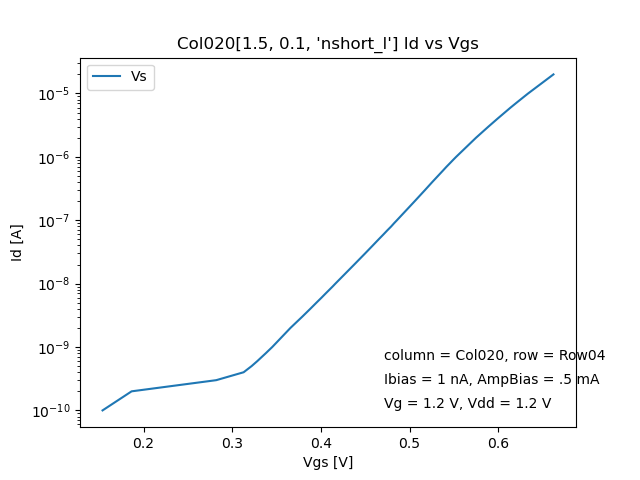 Col020[1.5, 0.1, 'nshort_l'] Id vs Vgs
Vs
10⁻⁵
10⁻⁶
10⁻⁷
10⁻⁸
10⁻⁹
10⁻¹⁰
Id [A]
column = Col020, row = Row04
Ibias = 1 nA, AmpBias = .5 mA
Vg = 1.2 V, Vdd = 1.2 V
0.2 0.3 0.4 0.5 0.6
Vgs [V]